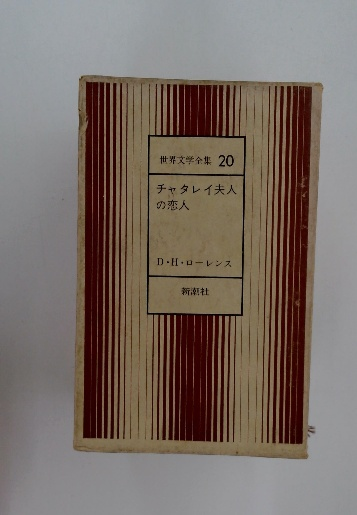 世界文学全集 20
チャタレイ夫人
の恋人
D・H・ローレンス
新潮社